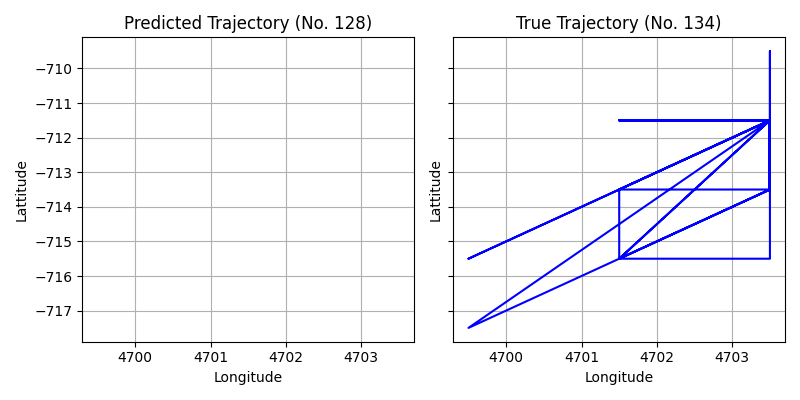 Predicted Trajectory (No. 128)
True Trajectory (No. 134)
−710
−711
−712
−713
−714
−715
−716
−717
Lattitude
Lattitude
4700 4701 4702 4703
4700 4701 4702 4703
Longitude
Longitude